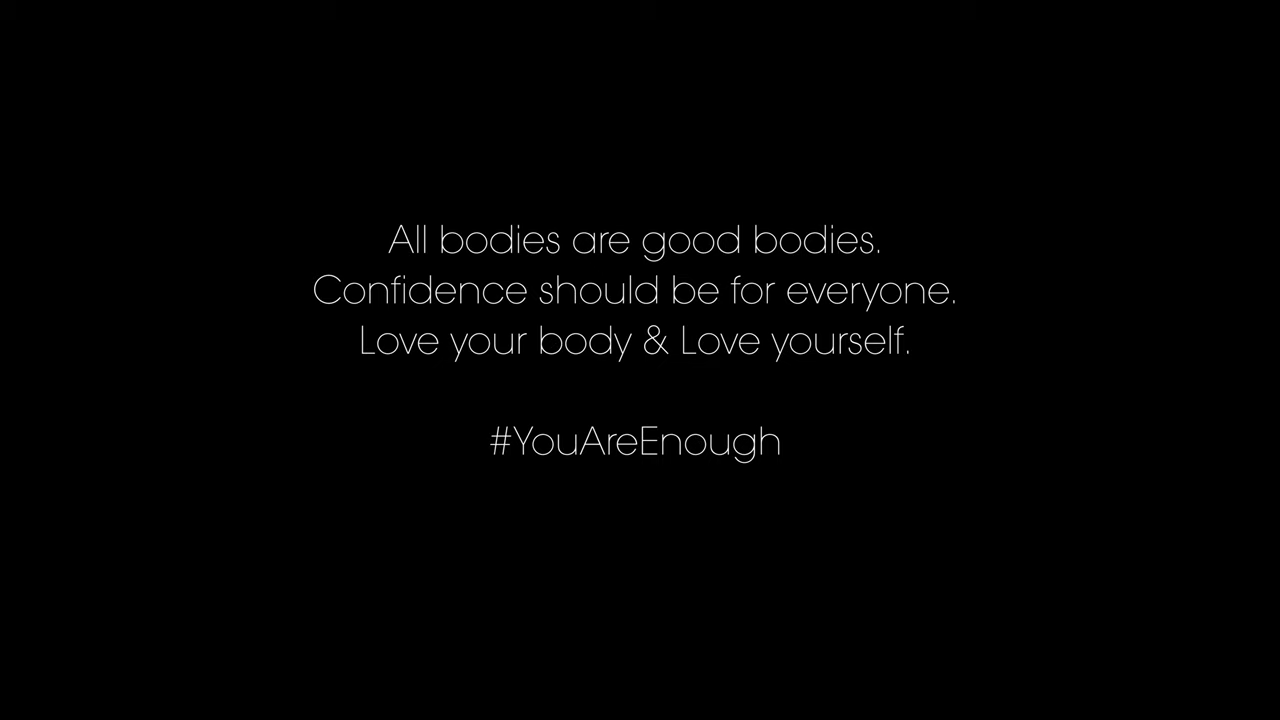 All bodies are good bodies.
Confidence should be for everyone.
Love your body & Love yourself.
#YouAreEnough